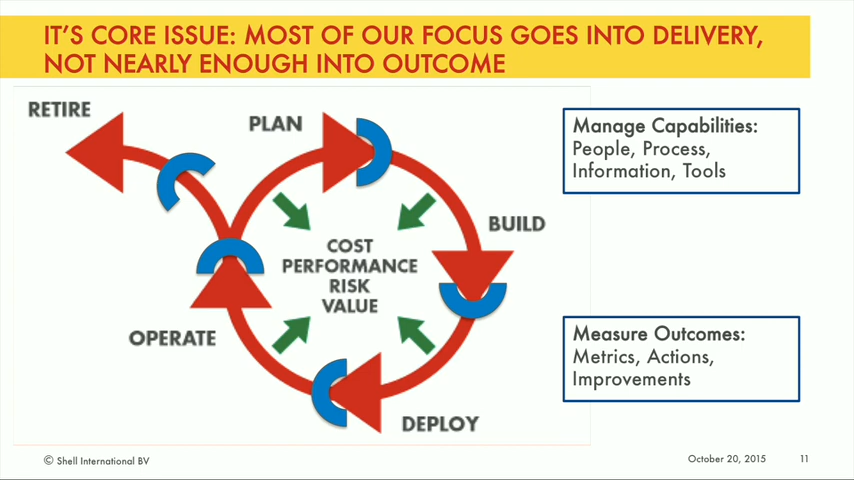 IT'S CORE ISSUE: MOST OF OUR FOCUS GOES INTO DELIVERY,
NOT NEARLY ENOUGH INTO OUTCOME
RETIRE
PLAN
BUILD
COST
PERFORMANCE
RISK
VALUE
OPERATE
DEPLOY
Manage Capabilities:
People, Process,
Information, Tools
Measure Outcomes:
Metrics, Actions,
Improvements
© Shell International BV
October 20, 2015
11